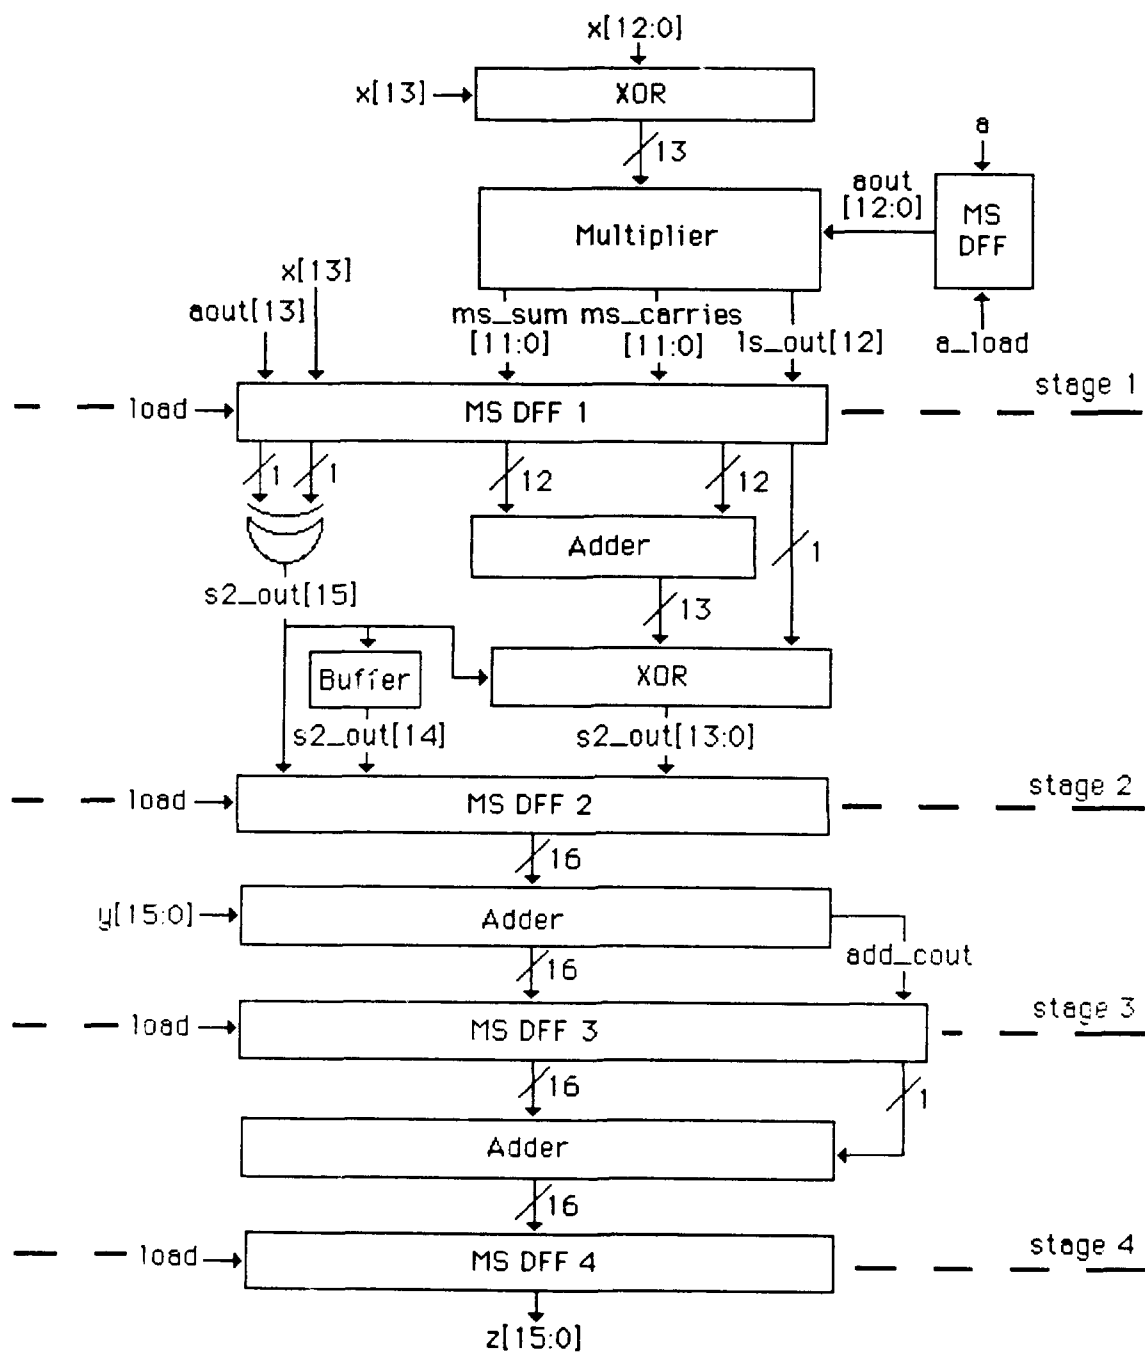 x[12:0]
x[13]
XOR
13
a
aout
[12:0]
MS
DFF
Multiplier
a_load
x[13]
aout[13]
ms_sum
[11:0]
ms_carries
[11:0]
ls_out[12]
stage 1
load
MS DFF 1
1
1
12
12
Adder
1
s2_out[15]
13
Buffer
XOR
s2_out[14]
s2_out[13:0]
stage 2
load
MS DFF 2
16
y[15:0]
Adder
16
add_cout
stage 3
load
MS DFF 3
16
1
Adder
16
stage 4
load
MS DFF 4
z[15:0]